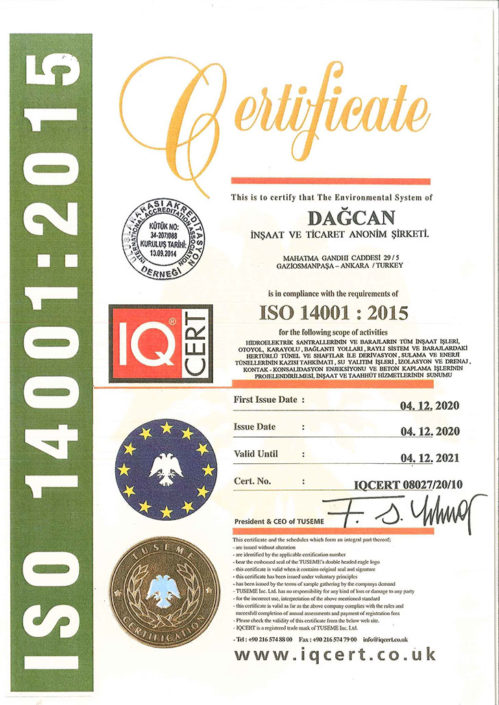 ISO 14001:2015
Certificate
This is to certify that The Environmental System of
DAĞCAN
İNŞAAT VE TİCARET ANONİM ŞİRKETİ.
MAHATMA GANDHI CADDESİ 29 / 5
GAZİOSMANPAŞA – ANKARA / TURKEY
ULUSLARARASI AKREDİTASYON
INTERNATIONAL ACCREDITATION ASSOCIATION
KÜTÜK NO:
34-207/088
KURULUŞ TARİHİ:
13.09.2014
DERNEĞİ
is in compliance with the requirements of
ISO 14001 : 2015
for the following scope of activities
HİDROELEKTRİK SANTRALLERİNİN VE BARAJLARIN TÜM İNŞAAT İŞLERİ,
OTOYOL, KARAYOLU , BAĞLANTI YOLLARI , RAYLI SİSTEM VE BARAJLARDAKİ
HERTÜRLÜ TÜNEL VE ŞAFTLAR İLE DERİVASYON , SULAMA VE ENERJİ
TÜNELLERİNİN KAZISI TAHKİMATI , SU YALITIM İŞLERİ , İZOLASYON VE DRENAJ ,
KONTAK - KONSALİDASYON ENJEKSİYONU VE BETON KAPLAMA İŞLERİNİN
PROJELENDİRİLMESİ, İNŞAAT VE TAAHHÜT HİZMETLERİNİN SUNUMU
IQ ® CERT
First Issue Date : 04. 12. 2020
Issue Date : 04. 12. 2020
Valid Until : 04. 12. 2021
Cert. No. : IQCERT 08027/20/10
President & CEO of TUSEME
TUSEME
CERTIFICATION
This certificate and the schedules which form an integral part thereof;
- are issued without alteration
- are identified by the applicable certification number
- bear the embossed seal of the TUSEME's double headed eagle logo
- this certificate is valid when it contains original seal and signature
- this certificate has been issued under voluntary principles
- has been issued by the terms of sample gathering by the companys demand
- TUSEME Inc. Ltd. has no responsibility for any kind of loss or damage to any party
- for the incorrect use, interpretation of the above mentioned standard
- this certificate is valid as far as the above company complies with the rules and
successful completion of annual assessments and payment of registration fees
- Please check the validity of this certificate from the below web site.
- IQCERT is a registered trade mark of TUSEME Inc. Ltd.
- Tel : +90 216 574 88 00 Fax : +90 216 574 79 00 info@iqcert.co.uk
www.iqcert.co.uk